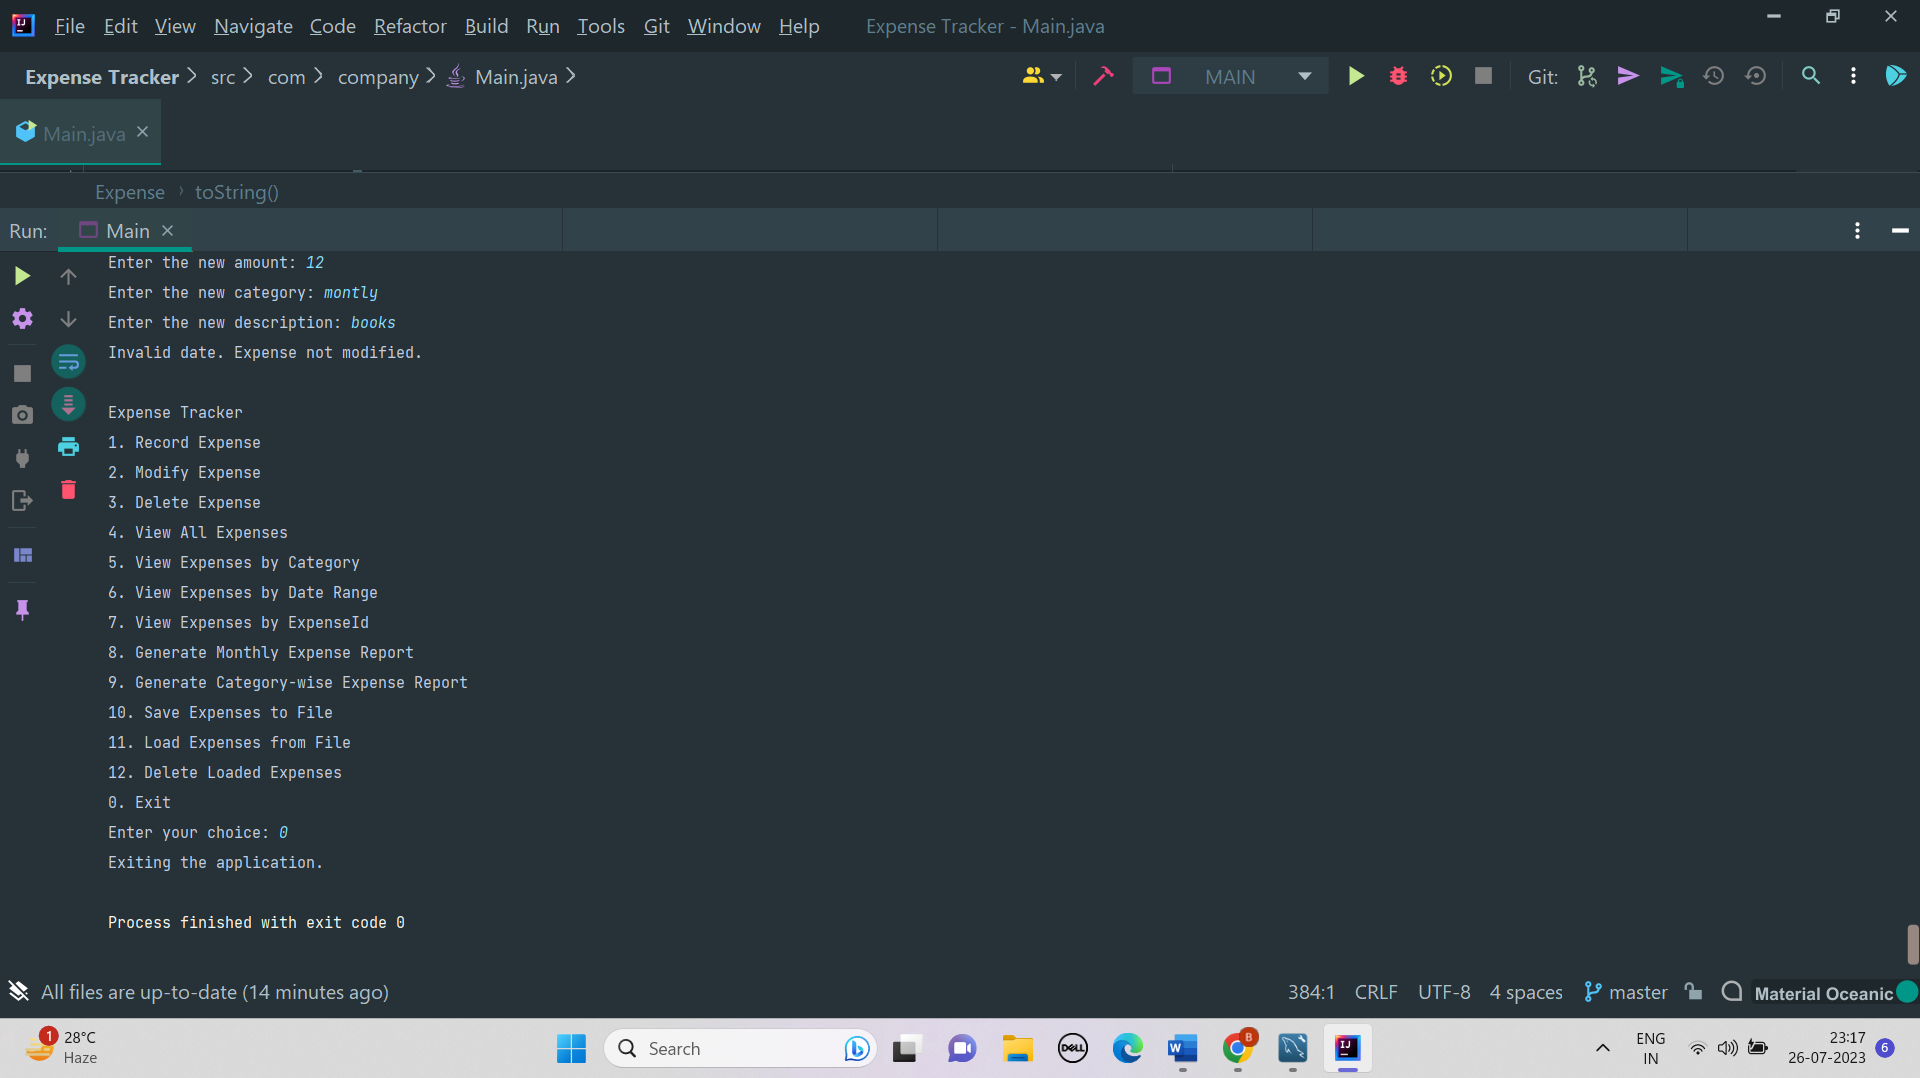 File Edit View Navigate Code Refactor Build Run Tools Git Window Help Expense Tracker - Main.java
Expense Tracker src com company Main.java MAIN Git:
Main.java
Expense toString()
Run: Main
Enter the new amount: 12
Enter the new category: montly
Enter the new description: books
Invalid date. Expense not modified.
Expense Tracker
1. Record Expense
2. Modify Expense
3. Delete Expense
4. View All Expenses
5. View Expenses by Category
6. View Expenses by Date Range
7. View Expenses by ExpenseId
8. Generate Monthly Expense Report
9. Generate Category-wise Expense Report
10. Save Expenses to File
11. Load Expenses from File
12. Delete Loaded Expenses
0. Exit
Enter your choice: 0
Exiting the application.
Process finished with exit code 0
All files are up-to-date (14 minutes ago) 384:1 CRLF UTF-8 4 spaces master Material Oceanic
1 28°C
Haze
Search
DELL
W
B
IJ
ENG
IN
23:17
26-07-2023
6